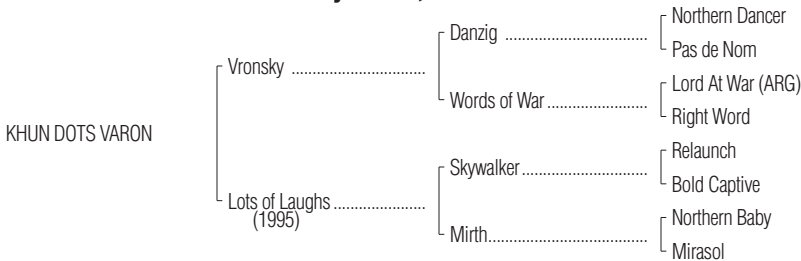 Northern Dancer
Danzig ....................................
Pas de Nom
Vronsky ..............................
Lord At War (ARG)
Words of War.........................
Right Word
KHUN DOTS VARON
Relaunch
Skywalker ...............................
Bold Captive
Lots of Laughs .....................
(1995)
Northern Baby
Mirth........................................
Mirasol